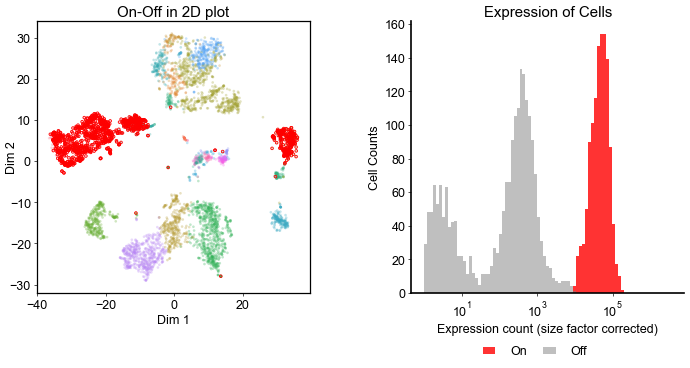 On-Off in 2D plot
30
20
10
0
−10
−20
−30
Dim 2
−40
−20
0
20
Dim 1
Expression of Cells
160
140
120
100
80
60
40
20
0
Cell Counts
10^1
10^3
10^5
Expression count (size factor corrected)
On
Off